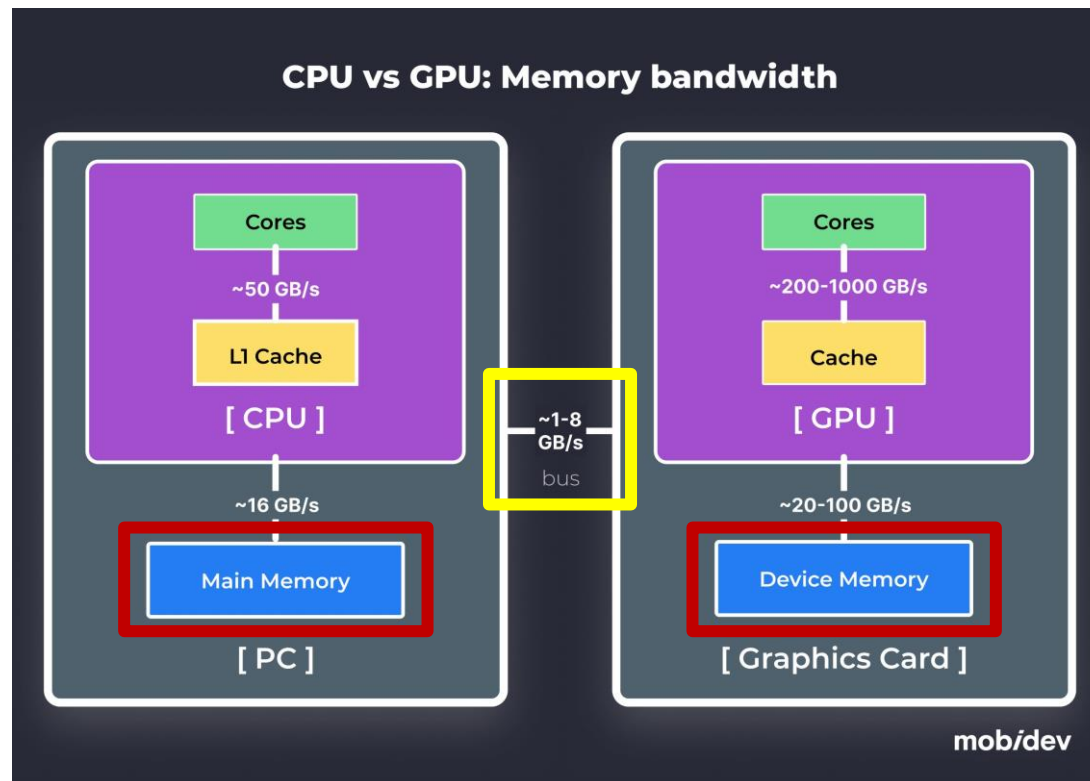 CPU vs GPU: Memory bandwidth
Cores
~50 GB/s
L1 Cache
[ CPU ]
~16 GB/s
Main Memory
[ PC ]
~1-8
GB/s
bus
Cores
~200-1000 GB/s
Cache
[ GPU ]
~20-100 GB/s
Device Memory
[ Graphics Card ]
mobidev